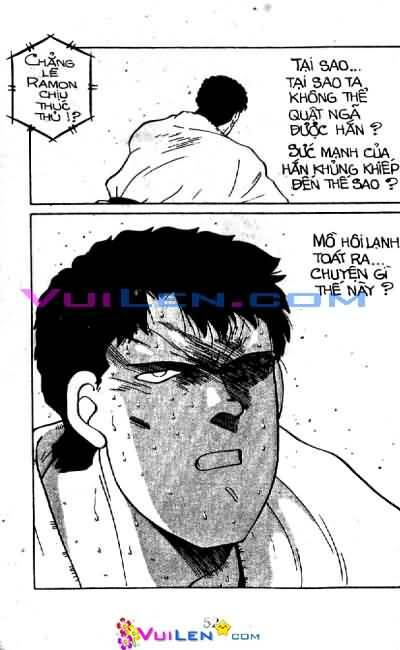 CHẲNG
LẼ
RAMON
CHỊU
THÚC
THỦ !?
TẠI SAO...
TẠI SAO TA
KHÔNG THỂ
QUẬT NGÃ
ĐƯỢC HẮN ?
SỨC MẠNH CỦA
HẮN KHỦNG KHIẾP
ĐẾN THẾ SAO ?
MỒ HÔI LẠNH
TOÁT RA...
CHUYỆN GÌ
THẾ NÀY ?
VUILEN.COM
52
VUILEN.COM